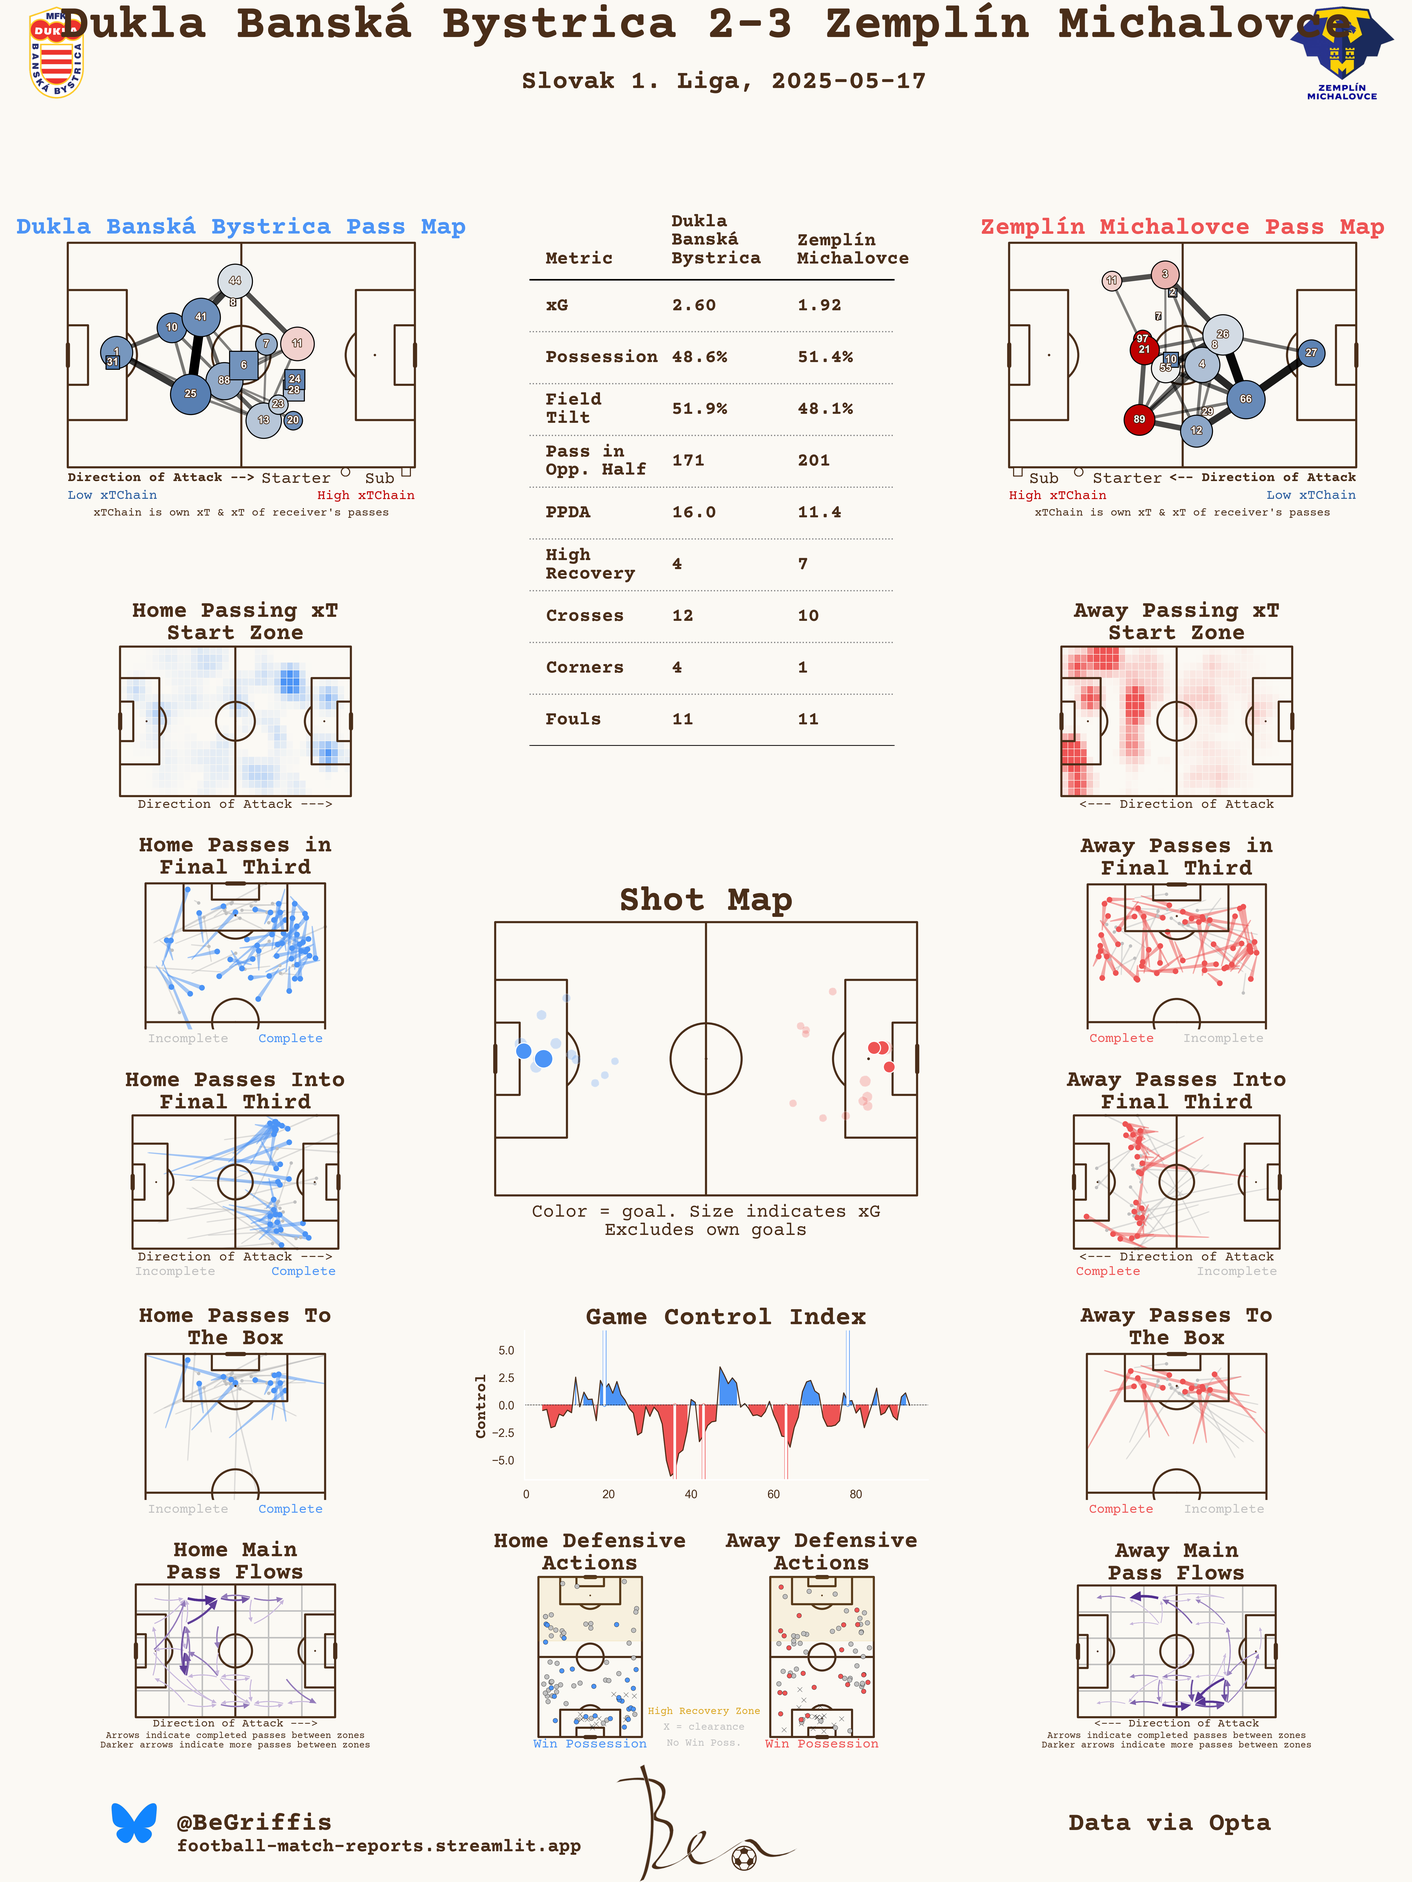 Dukla Banská Bystrica 2-3 Zemplín Michalovce
MFK
DUKLA
BANSKÁ BYSTRICA
ZEMPLÍN
MICHALOVCE
Slovak 1. Liga, 2025-05-17
Dukla Banská Bystrica Pass Map
44
8
41
10
1
31
7
11
6
88
24
28
25
23
13
20
Direction of Attack --> Starter Sub
Low xTChain High xTChain
xTChain is own xT & xT of receiver's passes
Metric Dukla Banská Bystrica Zemplín Michalovce
xG 2.60 1.92
Possession 48.6% 51.4%
Field Tilt 51.9% 48.1%
Pass in Opp. Half 171 201
PPDA 16.0 11.4
High Recovery 4 7
Crosses 12 10
Corners 4 1
Fouls 11 11
Zemplín Michalovce Pass Map
11
3
2
7
26
97
8
21
10
27
55
4
66
29
89
12
Sub Starter <-- Direction of Attack
High xTChain Low xTChain
xTChain is own xT & xT of receiver's passes
Home Passing xT
Start Zone
Direction of Attack --->
Away Passing xT
Start Zone
<--- Direction of Attack
Home Passes in
Final Third
Incomplete Complete
Away Passes in
Final Third
Complete Incomplete
Shot Map
Color = goal. Size indicates xG
Excludes own goals
Home Passes Into
Final Third
Direction of Attack --->
Incomplete Complete
Away Passes Into
Final Third
<--- Direction of Attack
Complete Incomplete
Home Passes To
The Box
Incomplete Complete
Game Control Index
Control
5.0
2.5
0.0
−2.5
−5.0
0 20 40 60 80
Away Passes To
The Box
Complete Incomplete
Home Main
Pass Flows
Direction of Attack --->
Arrows indicate completed passes between zones
Darker arrows indicate more passes between zones
Home Defensive
Actions
Win Possession
High Recovery Zone
X = clearance
No Win Poss.
Away Defensive
Actions
Win Possession
Away Main
Pass Flows
<--- Direction of Attack
Arrows indicate completed passes between zones
Darker arrows indicate more passes between zones
@BeGriffis
football-match-reports.streamlit.app
Ben
Data via Opta